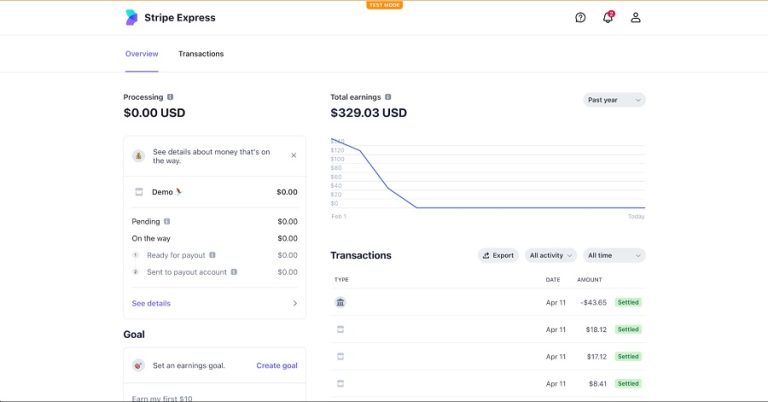 TEST MODE
Stripe Express
2
Overview
Transactions
Processing
$0.00 USD
See details about money that's on
the way.
Demo
$0.00
Pending
$0.00
On the way
$0.00
1
Ready for payout
$0.00
2
Sent to payout account
$0.00
See details
Goal
Set an earnings goal.
Create goal
Earn my first $10
Total earnings
$329.03 USD
Past year
$120
$100
$80
$60
$40
$20
$0
Feb 1
Today
Transactions
Export
All activity
All time
TYPE
DATE
AMOUNT
Apr 11
-$43.65
Settled
Apr 11
$18.12
Settled
Apr 11
$17.12
Settled
Apr 11
$8.41
Settled